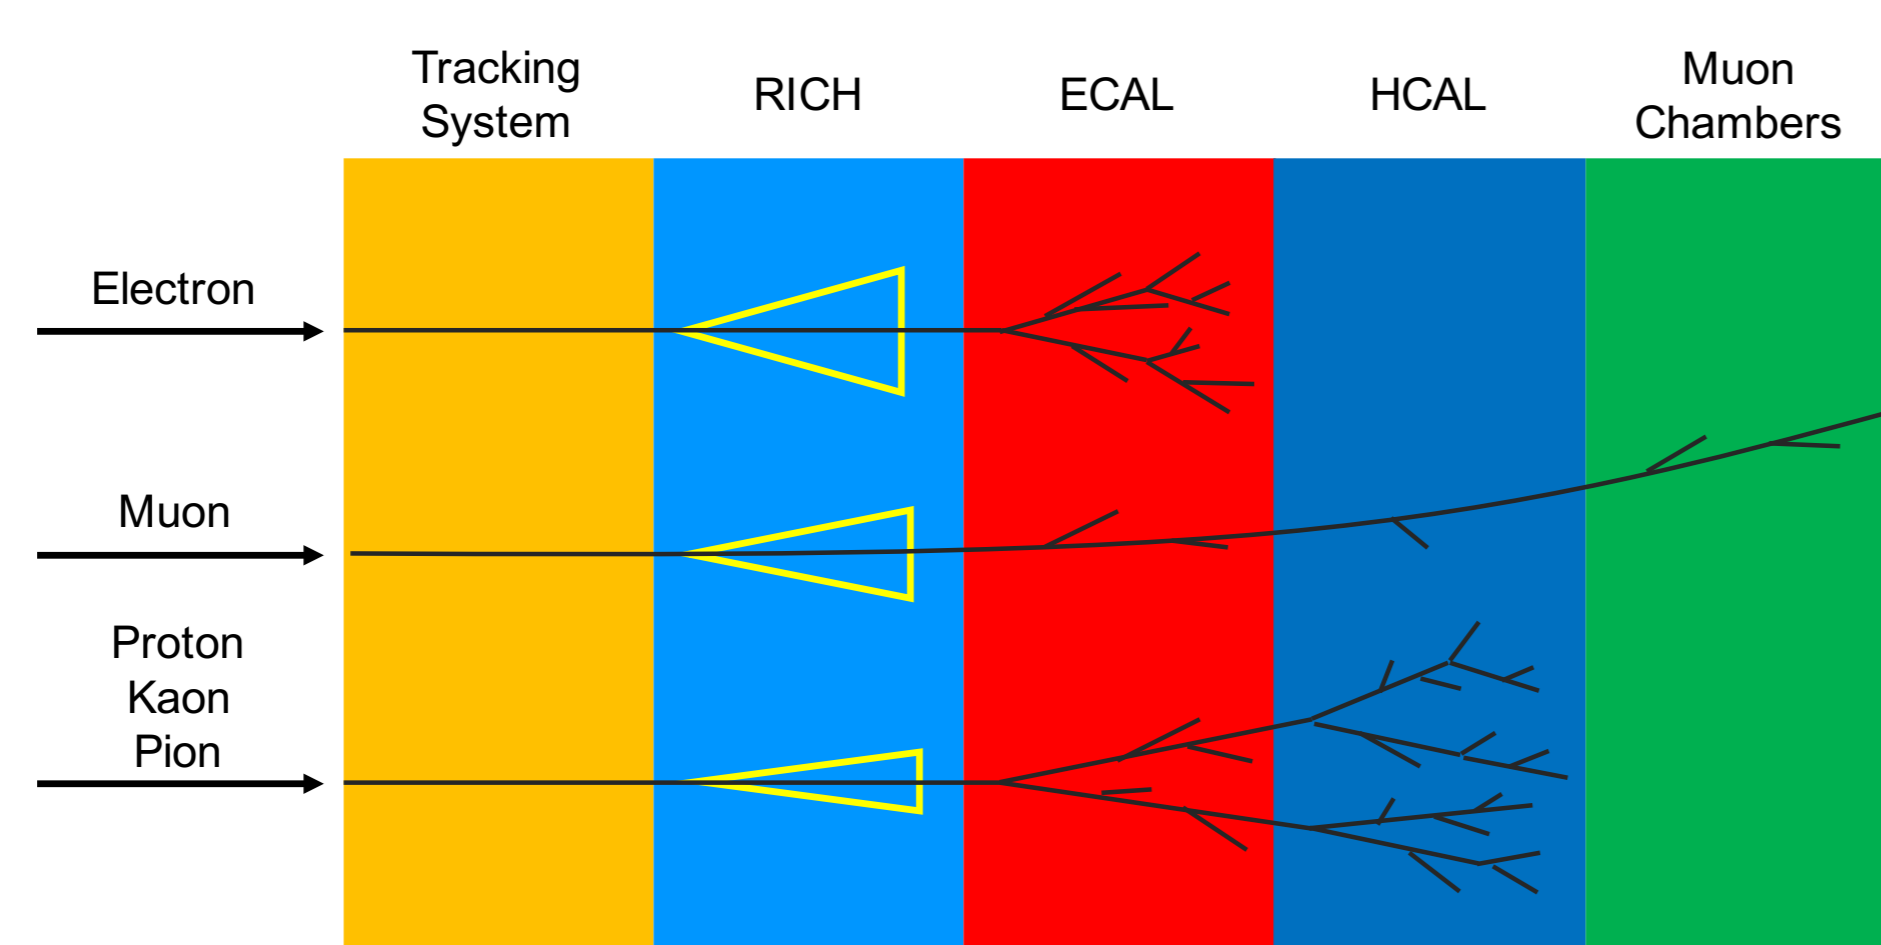 Tracking
System
RICH
ECAL
HCAL
Muon
Chambers
Electron
Muon
Proton
Kaon
Pion